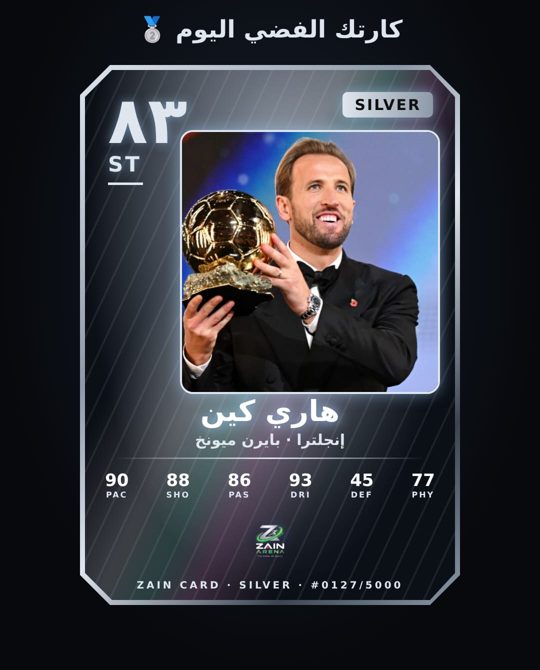 كارتك الفضي اليوم 🥈
٨٣
SILVER
ST
هاري كين
إنجلترا · بايرن ميونخ
90 88 86 93 45 77
PAC SHO PAS DRI DEF PHY
ZAIN
ARENA
ZAIN CARD · SILVER · #0127/5000